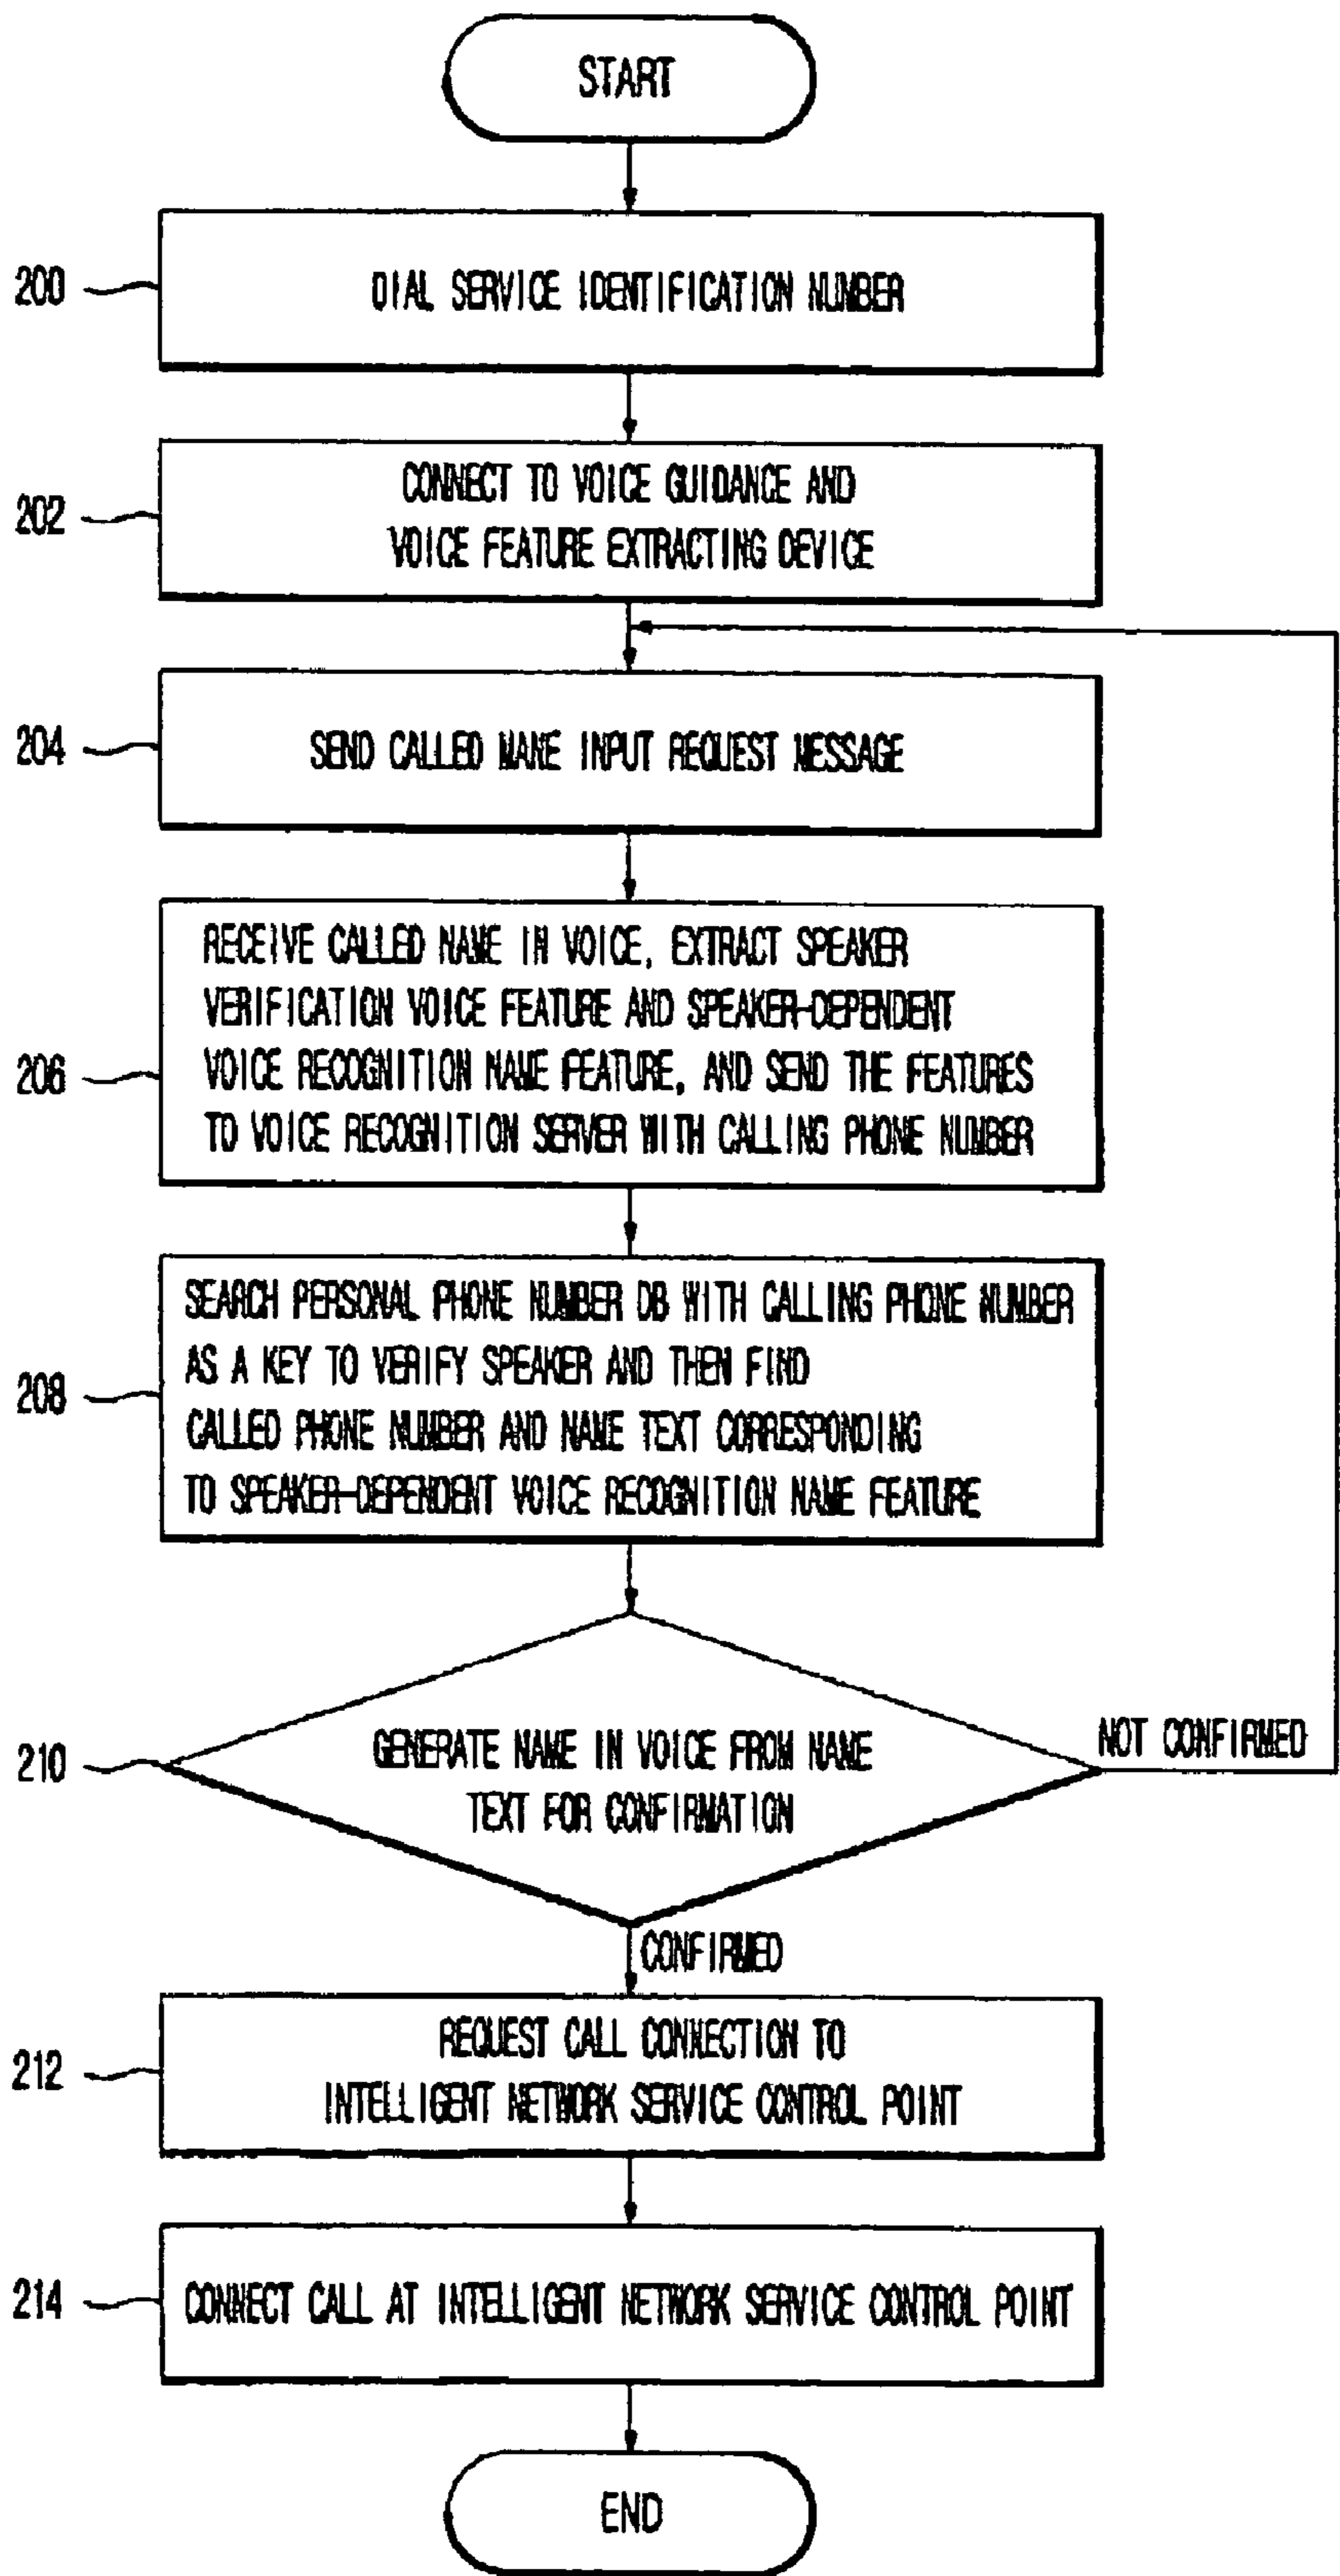 START
200
DIAL SERVICE IDENTIFICATION NUMBER
202
CONNECT TO VOICE GUIDANCE AND
VOICE FEATURE EXTRACTING DEVICE
204
SEND CALLED NAME INPUT REQUEST MESSAGE
206
RECEIVE CALLED NAME IN VOICE, EXTRACT SPEAKER
VERIFICATION VOICE FEATURE AND SPEAKER-DEPENDENT
VOICE RECOGNITION NAME FEATURE, AND SEND THE FEATURES
TO VOICE RECOGNITION SERVER WITH CALLING PHONE NUMBER
208
SEARCH PERSONAL PHONE NUMBER DB WITH CALLING PHONE NUMBER
AS A KEY TO VERIFY SPEAKER AND THEN FIND
CALLED PHONE NUMBER AND NAME TEXT CORRESPONDING
TO SPEAKER-DEPENDENT VOICE RECOGNITION NAME FEATURE
210
GENERATE NAME IN VOICE FROM NAME
TEXT FOR CONFIRMATION
NOT CONFIRMED
CONFIRMED
212
REQUEST CALL CONNECTION TO
INTELLIGENT NETWORK SERVICE CONTROL POINT
214
CONNECT CALL AT INTELLIGENT NETWORK SERVICE CONTROL POINT
END